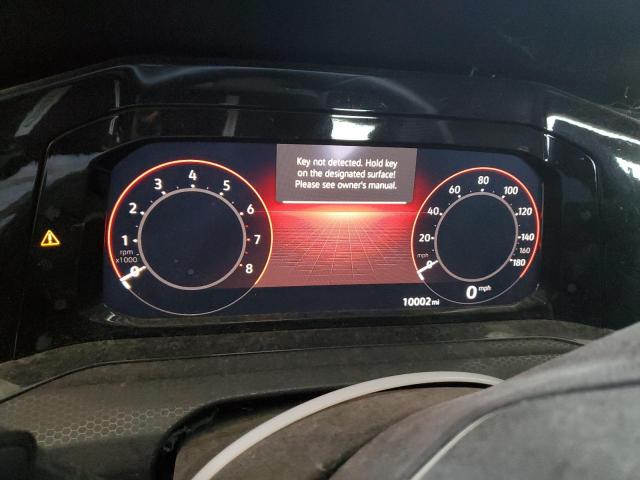 Key not detected. Hold key
on the designated surface!
Please see owner's manual.
0 1 2 3 4 5 6 7 8
rpm
x1000
0 20 40 60 80 100 120 140 160 180
mph
0 mph
10002 mi